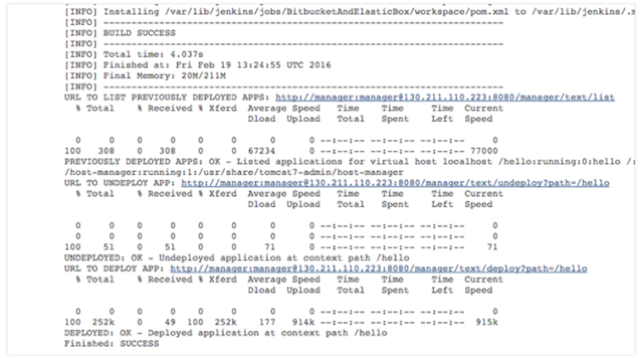 [INFO] Installing /var/lib/jenkins/jobs/BitbucketAndElasticBox/workspace/pom.xml to /var/lib/jenkins/.m
[INFO] ------------------------------------------------------------------------
[INFO] BUILD SUCCESS
[INFO] ------------------------------------------------------------------------
[INFO] Total time: 4.037s
[INFO] Finished at: Fri Feb 19 13:24:55 UTC 2016
[INFO] Final Memory: 20M/211M
[INFO] ------------------------------------------------------------------------
URL TO LIST PREVIOUSLY DEPLOYED APPS: http://manager:manager@130.211.110.223:8080/manager/text/list
% Total % Received % Xferd Average Speed Time Time Time Current
Dload Upload Total Spent Left Speed
0 0 0 0 0 0 0 0 --:--:-- --:--:-- --:--:-- 0
100 308 0 308 0 0 67234 0 --:--:-- --:--:-- --:--:-- 77000
PREVIOUSLY DEPLOYED APPS: OK - Listed applications for virtual host localhost /hello:running:0:hello /
/host-manager:running:1:/usr/share/tomcat7-admin/host-manager
URL TO UNDEPLOY APP: http://manager:manager@130.211.110.223:8080/manager/text/undeploy?path=/hello
% Total % Received % Xferd Average Speed Time Time Time Current
Dload Upload Total Spent Left Speed
0 0 0 0 0 0 0 0 --:--:-- --:--:-- --:--:-- 0
0 0 0 0 0 0 0 0 --:--:-- --:--:-- --:--:-- 0
100 51 0 51 0 0 71 0 --:--:-- --:--:-- --:--:-- 71
UNDEPLOYED: OK - Undeployed application at context path /hello
URL TO DEPLOY APP: http://manager:manager@130.211.110.223:8080/manager/text/deploy?path=/hello
% Total % Received % Xferd Average Speed Time Time Time Current
Dload Upload Total Spent Left Speed
0 0 0 0 0 0 0 0 --:--:-- --:--:-- --:--:-- 0
100 252k 0 49 100 252k 177 914k --:--:-- --:--:-- --:--:-- 915k
DEPLOYED: OK - Deployed application at context path /hello
Finished: SUCCESS